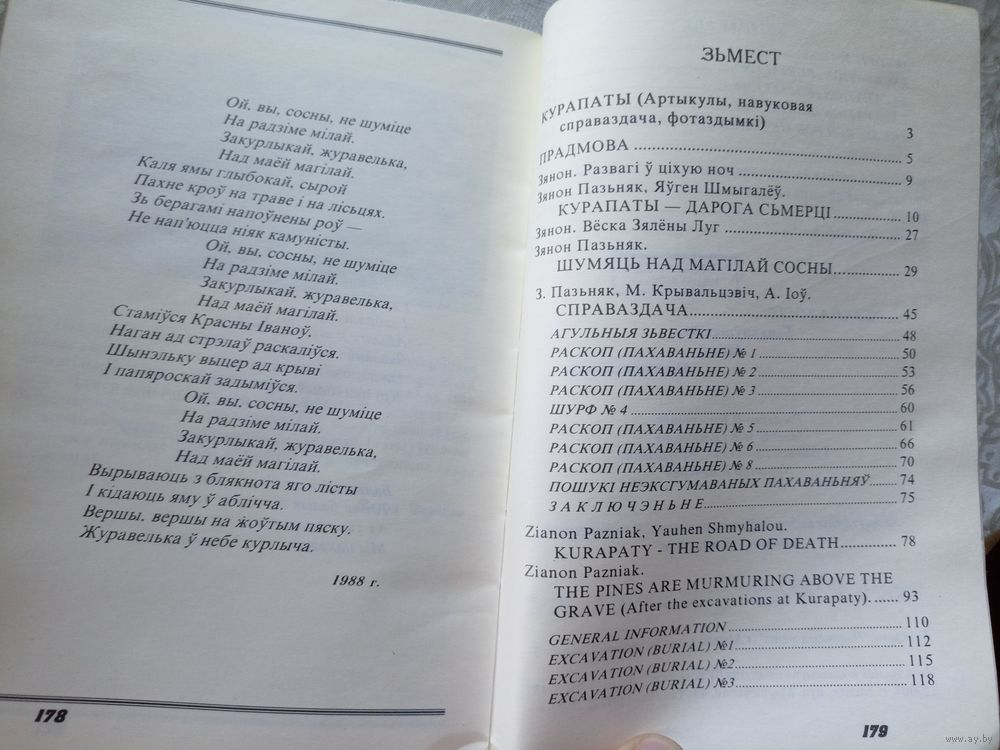 Ой, вы, сосны, не шуміце
На радзіме мілай.
Закурлыкай, журавелька,
Над маёй магілай.
Каля ямы глыбокай, сырой
Пахне кроў на траве і на лісьцях.
Зь берагамі напоўнены роў —
Не нап'юцца ніяк камуністы.
Ой, вы, сосны, не шуміце
На радзіме мілай.
Закурлыкай, журавелька,
Над маёй магілай.
Стаміўся Красны Іваноў.
Наган ад стрэлаў раскаліўся.
Шынэльку выцер ад крыві
І папяроскай задыміўся.
Ой, вы, сосны, не шуміце
На радзіме мілай.
Закурлыкай, журавелька,
Над маёй магілай.
Вырываюць з блякнота яго лісты
І кідаюць яму ў аблічча.
Вершы, вершы на жоўтым пяску.
Журавелька ў небе курлыча.
1988 г.
178
ЗЬМЕСТ
КУРАПАТЫ (Артыкулы, навуковая
справаздача, фотаздымкі) 3
ПРАДМОВА 5
Зянон. Развагі ў ціхую ноч 9
Зянон Пазьняк, Яўген Шмыгалёў.
КУРАПАТЫ — ДАРОГА СЬМЕРЦІ 10
Зянон. Вёска Зялёны Луг 27
Зянон Пазьняк.
ШУМЯЦЬ НАД МАГІЛАЙ СОСНЫ 29
З. Пазьняк, М. Крывальцэвіч, А. Іоў.
СПРАВАЗДАЧА 45
АГУЛЬНЫЯ ЗЬВЕСТКІ 48
РАСКОП (ПАХАВАНЬНЕ) № 1 50
РАСКОП (ПАХАВАНЬНЕ) № 2 53
РАСКОП (ПАХАВАНЬНЕ) № 3 56
ШУРФ № 4 60
РАСКОП (ПАХАВАНЬНЕ) № 5 61
РАСКОП (ПАХАВАНЬНЕ) № 6 66
РАСКОП (ПАХАВАНЬНЕ) № 8 70
ПОШУКІ НЕЭКСГУМАВАНЫХ ПАХАВАНЬНЯЎ 74
ЗАКЛЮЧЭНЬНЕ 75
Zianon Pazniak, Yauhen Shmyhalou.
KURAPATY - THE ROAD OF DEATH 78
Zianon Pazniak.
THE PINES ARE MURMURING ABOVE THE
GRAVE (After the excavations at Kurapaty). 93
GENERAL INFORMATION 110
EXCAVATION (BURIAL) №1 112
EXCAVATION (BURIAL) №2 115
EXCAVATION (BURIAL) №3 118
179
www.ay.by